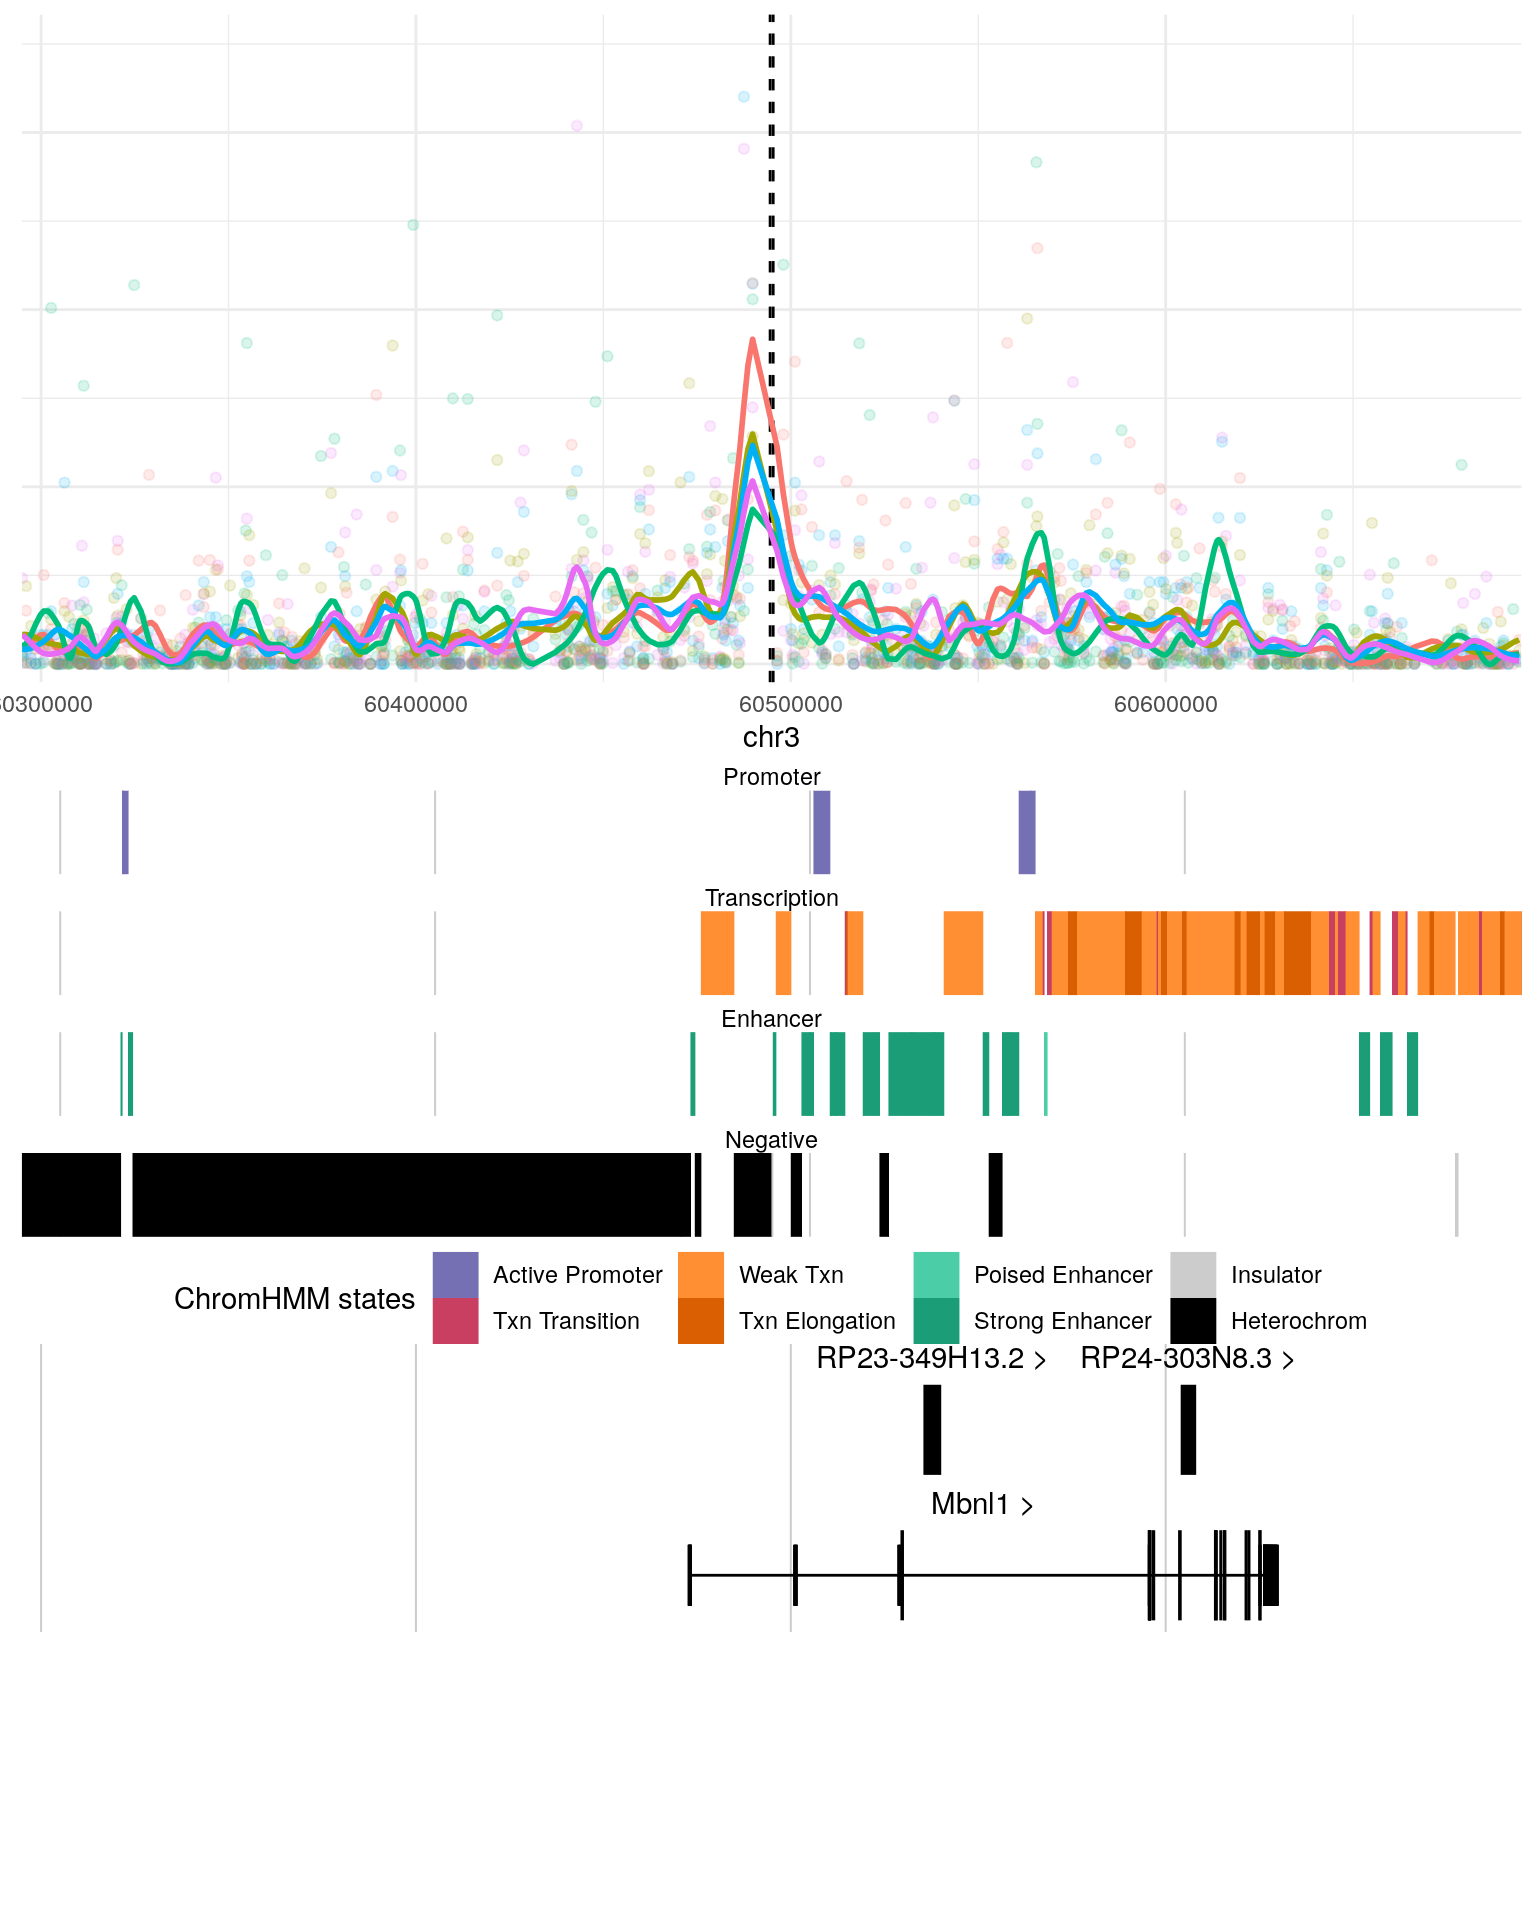 60300000 60400000 60500000 60600000
chr3
Promoter
Transcription
Enhancer
Negative
ChromHMM states
Active Promoter Weak Txn Poised Enhancer Insulator
Txn Transition Txn Elongation Strong Enhancer Heterochrom
RP23-349H13.2 > RP24-303N8.3 >
Mbnl1 >